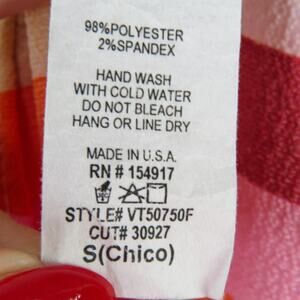 98%POLYESTER
2%SPANDEX
HAND WASH
WITH COLD WATER
DO NOT BLEACH
HANG OR LINE DRY
MADE IN U.S.A.
RN # 154917
STYLE# VT50750F
CUT# 30927
S(Chico)